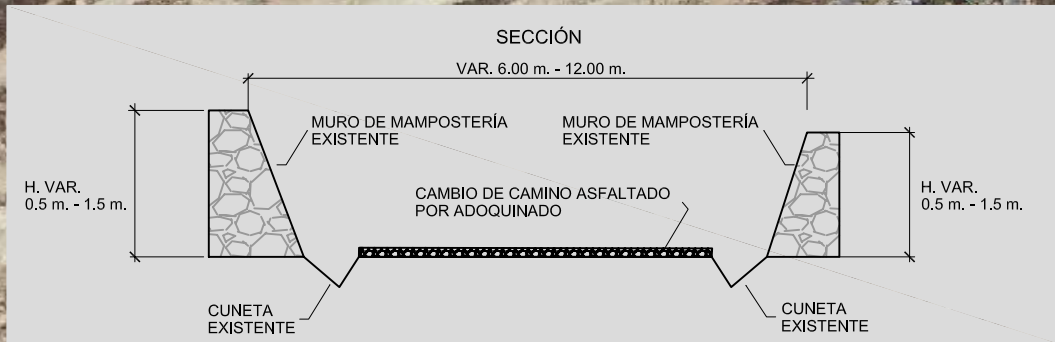 SECCIÓN
VAR. 6.00 m. - 12.00 m.
MURO DE MAMPOSTERÍA
EXISTENTE
MURO DE MAMPOSTERÍA
EXISTENTE
H. VAR.
0.5 m. - 1.5 m.
CAMBIO DE CAMINO ASFALTADO
POR ADOQUINADO
H. VAR.
0.5 m. - 1.5 m.
CUNETA
EXISTENTE
CUNETA
EXISTENTE